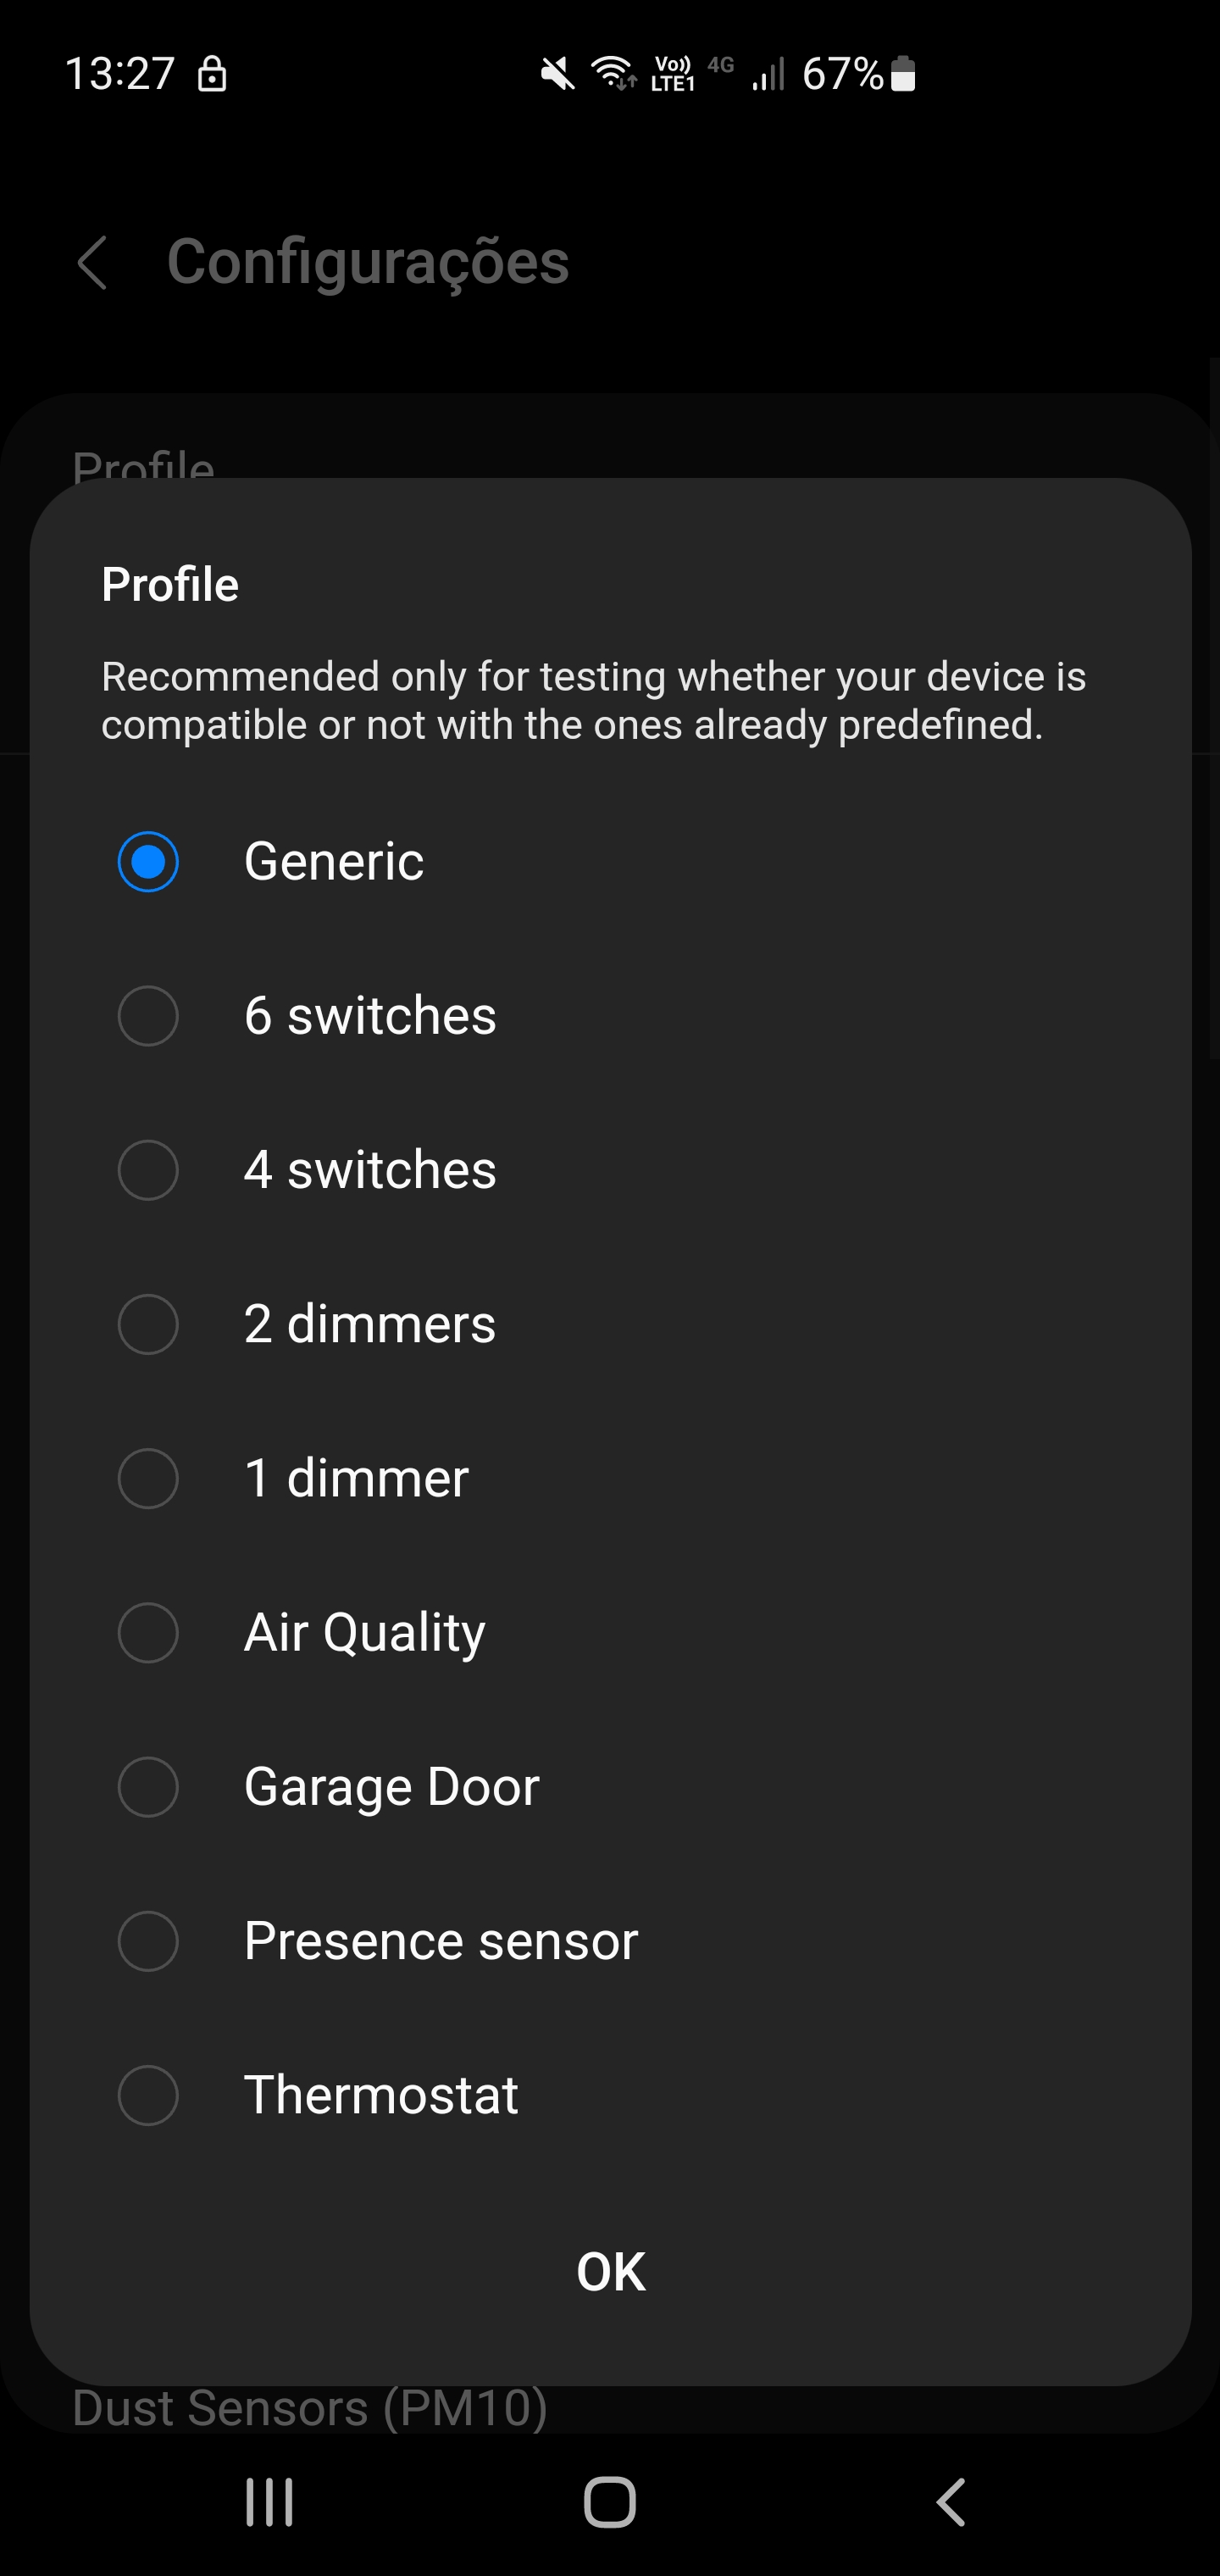 13:27
Vo)) LTE1 4G 67%
Configurações
Profile
Profile
Recommended only for testing whether your device is
compatible or not with the ones already predefined.
Generic
6 switches
4 switches
2 dimmers
1 dimmer
Air Quality
Garage Door
Presence sensor
Thermostat
OK
Dust Sensors (PM10)